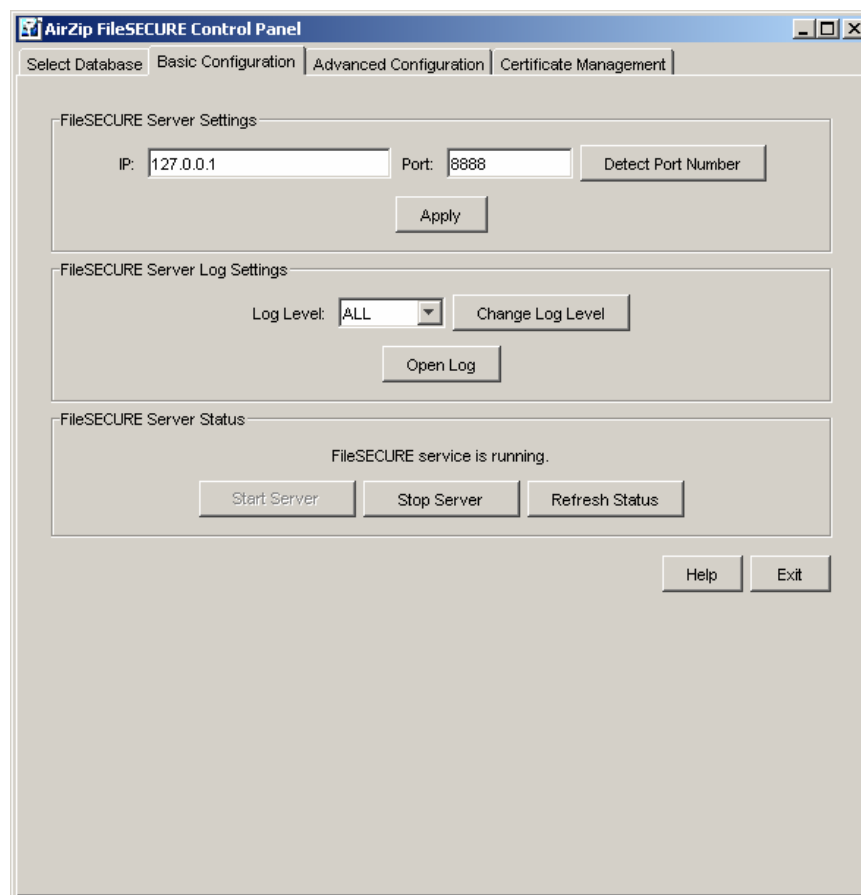 AirZip FileSECURE Control Panel
Select Database Basic Configuration Advanced Configuration Certificate Management
FileSECURE Server Settings
IP: 127.0.0.1 Port: 8888 Detect Port Number
Apply
FileSECURE Server Log Settings
Log Level: ALL Change Log Level
Open Log
FileSECURE Server Status
FileSECURE service is running.
Start Server Stop Server Refresh Status
Help Exit